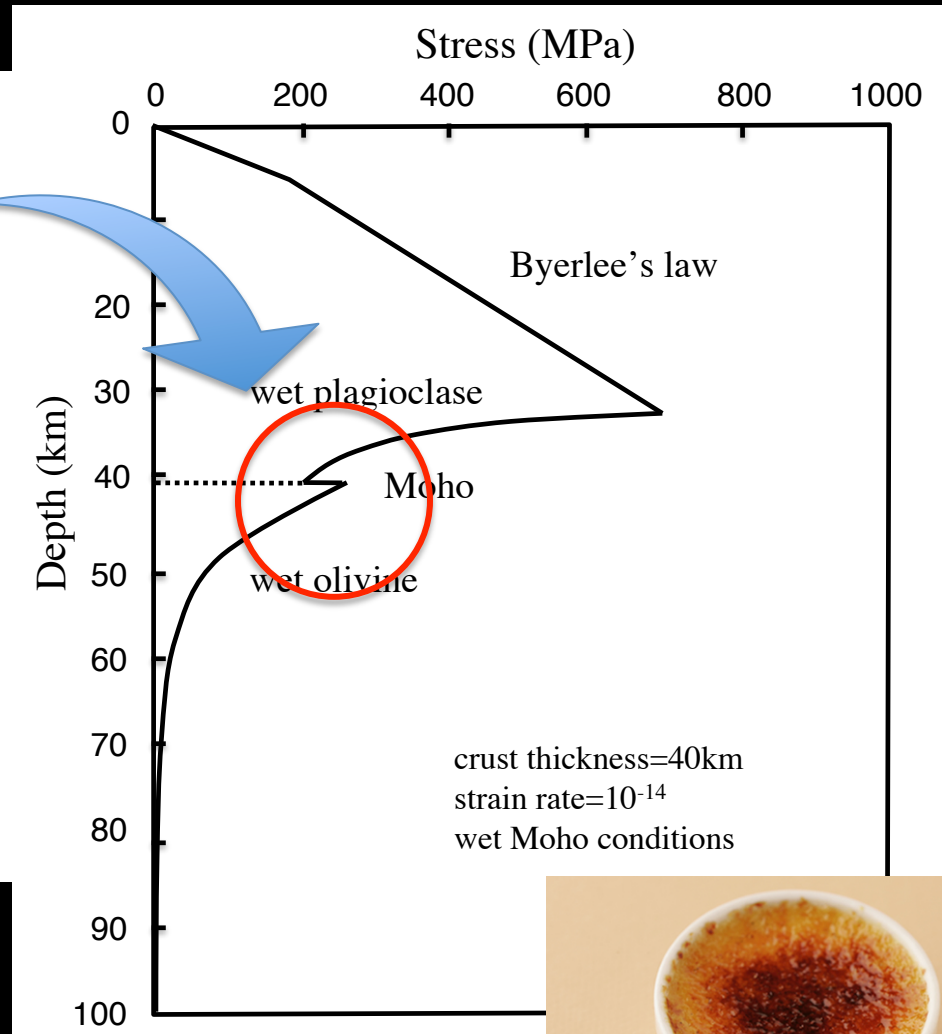 Stress (MPa)
0 200 400 600 800 1000
0
Byerlee's law
20
30
wet plagioclase
40
Moho
Depth (km)
50
wet olivine
60
70
crust thickness=40km
strain rate=10⁻¹⁴
80
wet Moho conditions
90
100